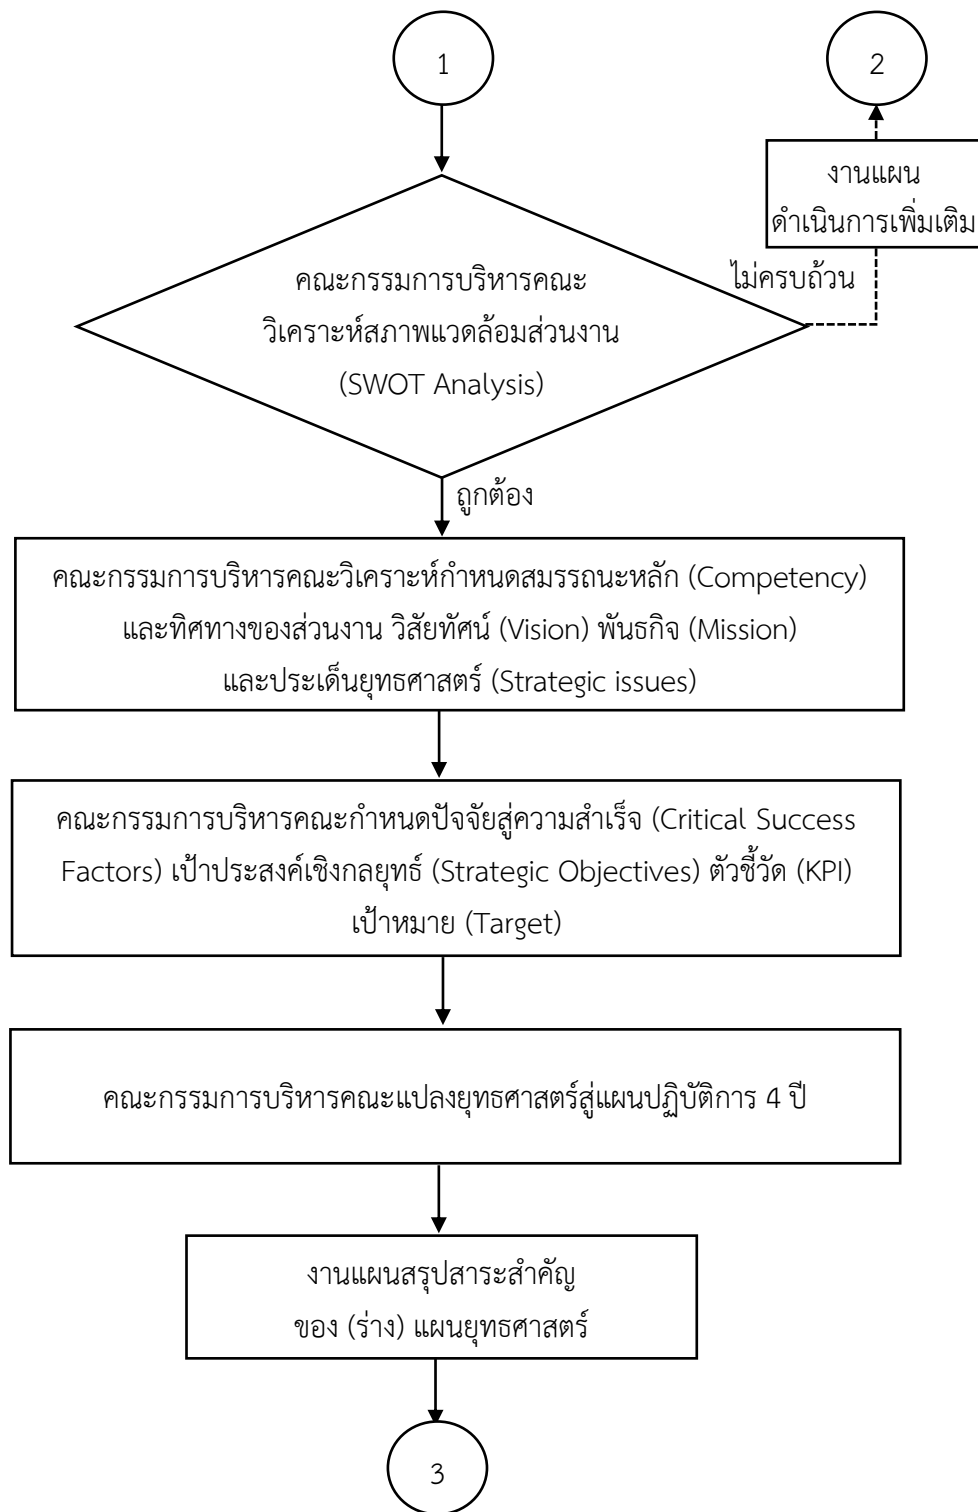 1
2
งานแผน
ดำเนินการเพิ่มเติม
ไม่ครบถ้วน
คณะกรรมการบริหารคณะ
วิเคราะห์สภาพแวดล้อมส่วนงาน
(SWOT Analysis)
ถูกต้อง
คณะกรรมการบริหารคณะวิเคราะห์กำหนดสมรรถนะหลัก (Competency)
และทิศทางของส่วนงาน วิสัยทัศน์ (Vision) พันธกิจ (Mission)
และประเด็นยุทธศาสตร์ (Strategic issues)
คณะกรรมการบริหารคณะกำหนดปัจจัยสู่ความสำเร็จ (Critical Success
Factors) เป้าประสงค์เชิงกลยุทธ์ (Strategic Objectives) ตัวชี้วัด (KPI)
เป้าหมาย (Target)
คณะกรรมการบริหารคณะแปลงยุทธศาสตร์สู่แผนปฏิบัติการ 4 ปี
งานแผนสรุปสาระสำคัญ
ของ (ร่าง) แผนยุทธศาสตร์
3